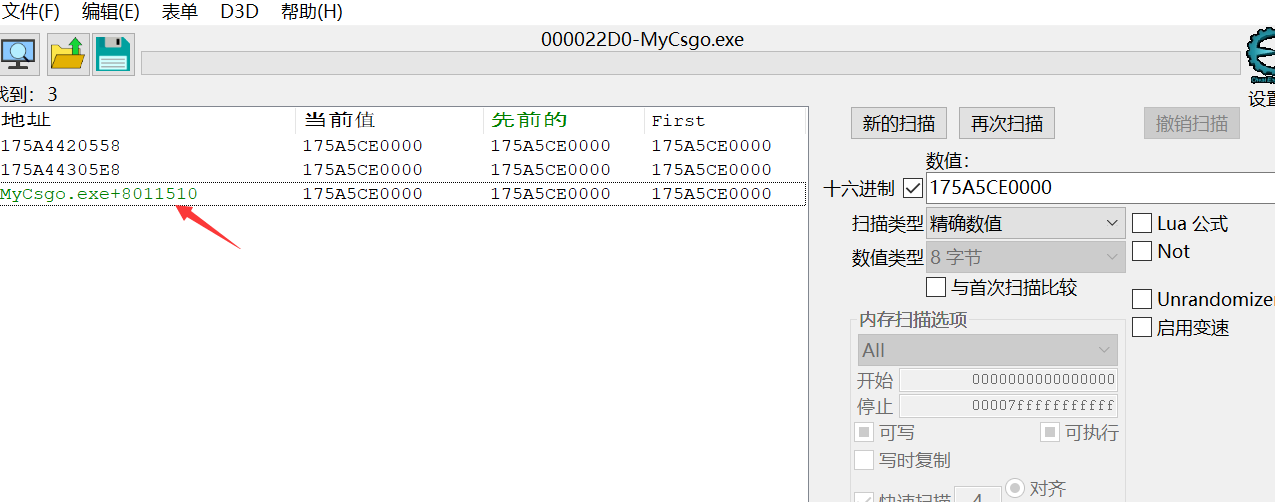 文件(F) 编辑(E) 表单 D3D 帮助(H)
000022D0-MyCsgo.exe
找到：3
设置
地址 当前值 先前的 First
175A4420558 175A5CE0000 175A5CE0000 175A5CE0000
175A44305E8 175A5CE0000 175A5CE0000 175A5CE0000
MyCsgo.exe+8011510 175A5CE0000 175A5CE0000 175A5CE0000
新的扫描 再次扫描 撤销扫描
数值：
十六进制 175A5CE0000
扫描类型 精确数值 Lua 公式
数值类型 8 字节 Not
与首次扫描比较
Unrandomizer
内存扫描选项
启用变速
All
开始 0000000000000000
停止 00007fffffffffff
可写 可执行
写时复制
快速扫描 4 对齐